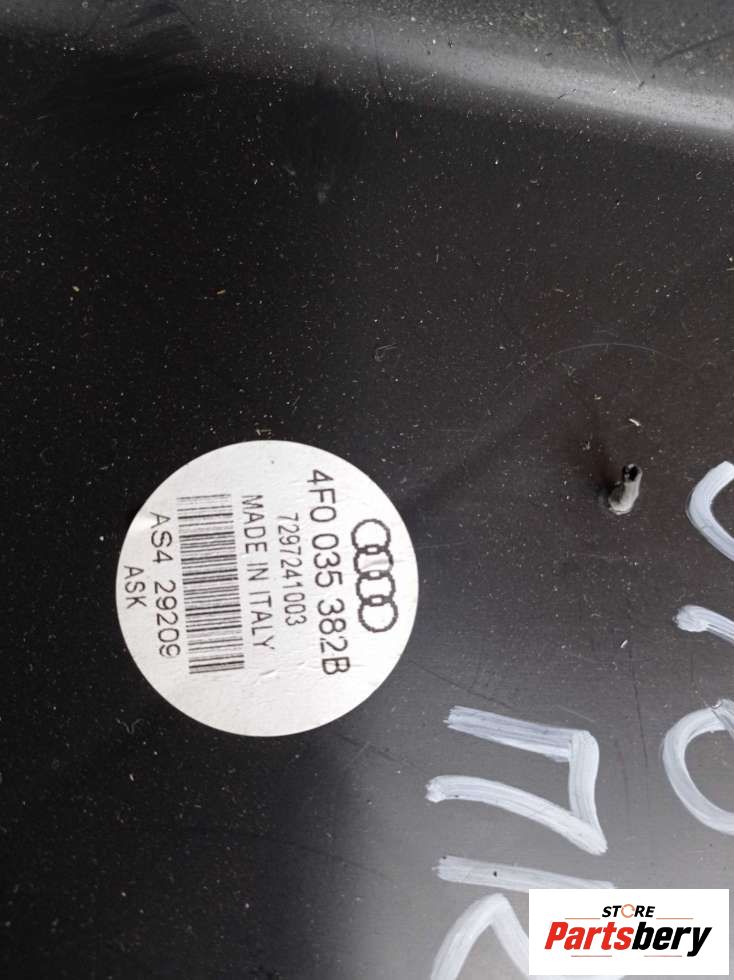 4F0 035 382B
7297241003
MADE IN ITALY
AS4 29209
ASK
STORE
Partsbery